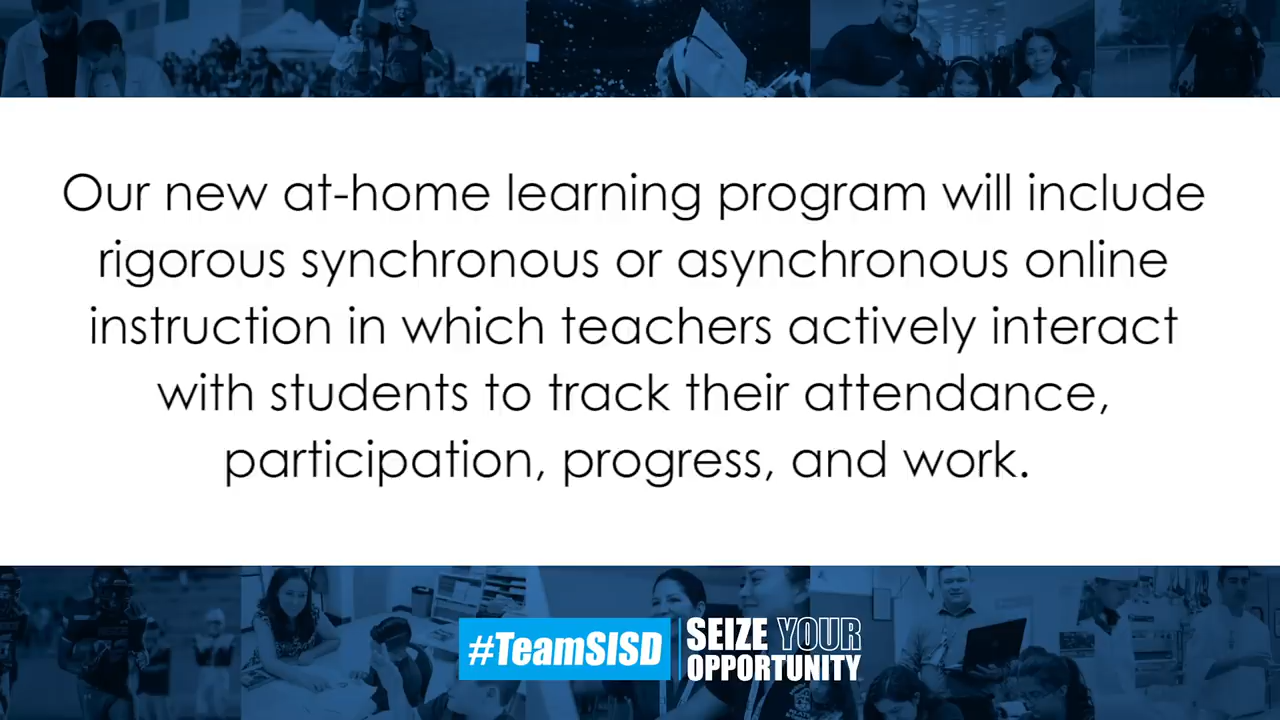 Our new at-home learning program will include
rigorous synchronous or asynchronous online
instruction in which teachers actively interact
with students to track their attendance,
participation, progress, and work.
#TeamSISD
SEIZE YOUR
OPPORTUNITY